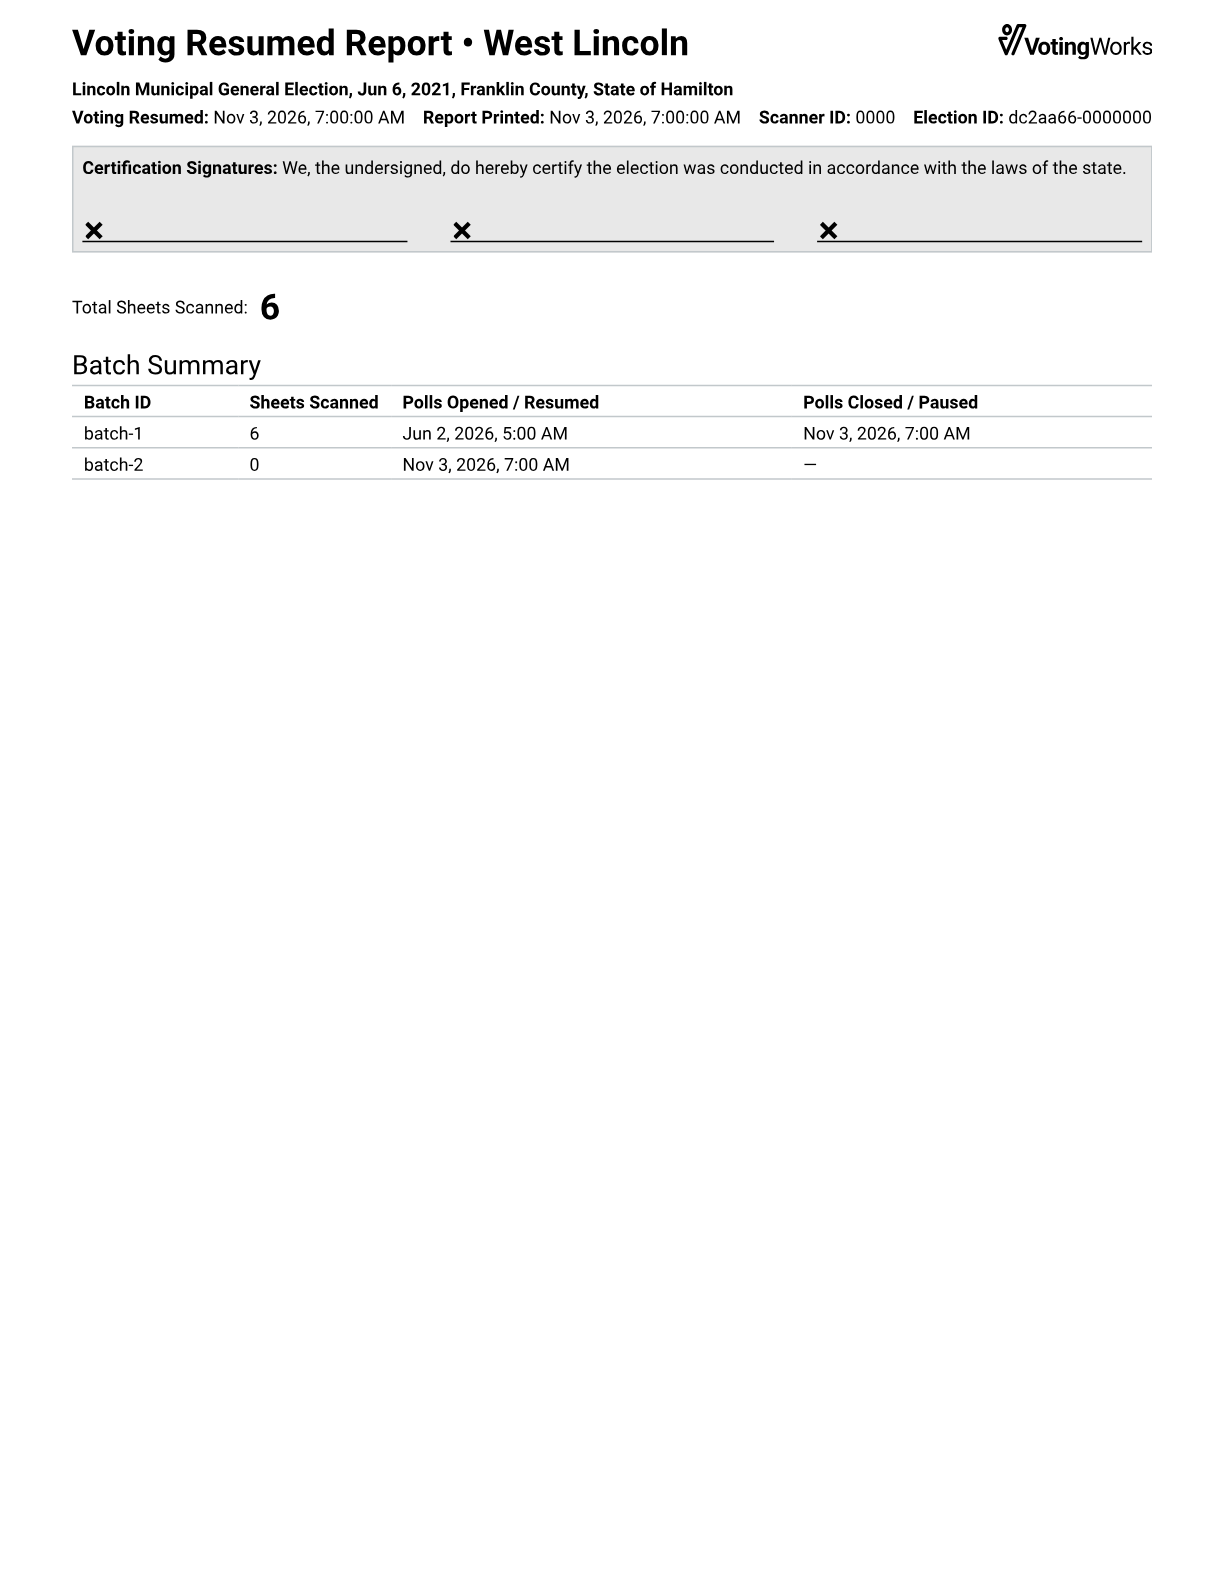 Voting Resumed Report • West Lincoln
VotingWorks
Lincoln Municipal General Election, Jun 6, 2021, Franklin County, State of Hamilton
Voting Resumed: Nov 3, 2026, 7:00:00 AM Report Printed: Nov 3, 2026, 7:00:00 AM Scanner ID: 0000 Election ID: dc2aa66-0000000
Certification Signatures: We, the undersigned, do hereby certify the election was conducted in accordance with the laws of the state.
Total Sheets Scanned: 6
Batch Summary
Batch ID Sheets Scanned Polls Opened / Resumed Polls Closed / Paused
batch-1 6 Jun 2, 2026, 5:00 AM Nov 3, 2026, 7:00 AM
batch-2 0 Nov 3, 2026, 7:00 AM —